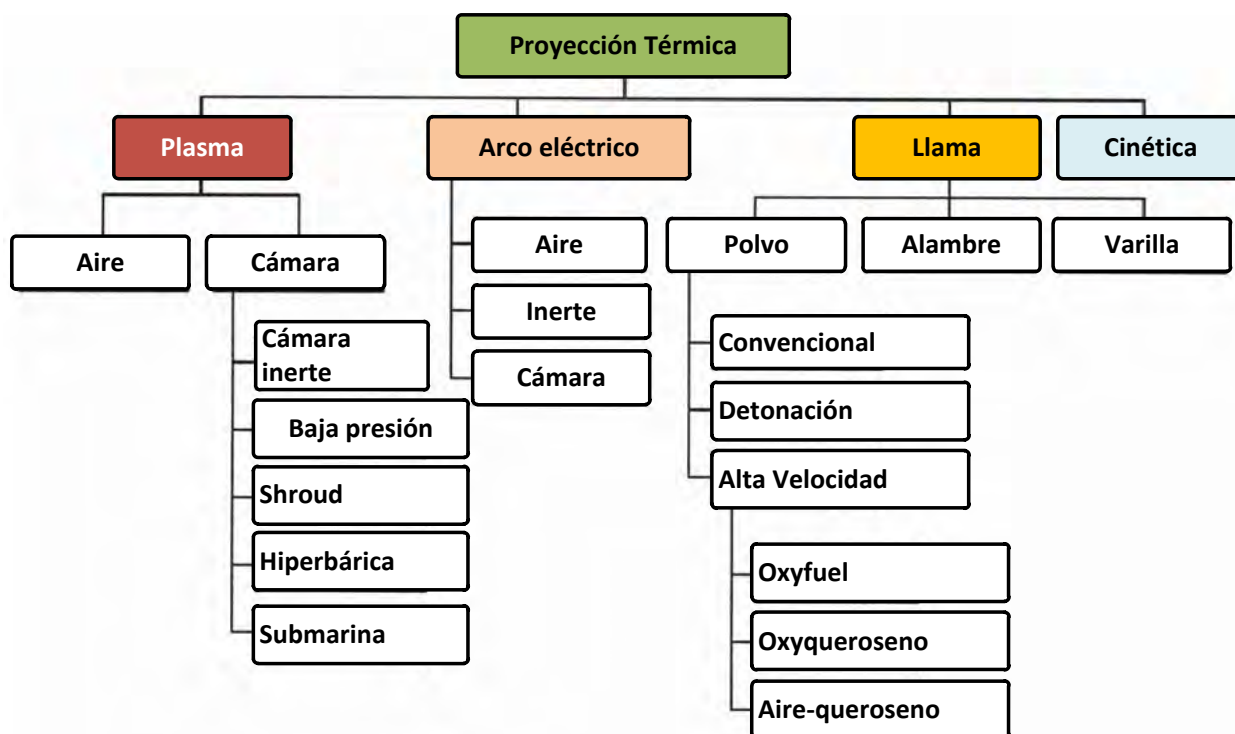 Proyección Térmica
Plasma
Arco eléctrico
Llama
Cinética
Aire
Cámara
Aire
Inerte
Cámara
Polvo
Alambre
Varilla
Cámara
inerte
Baja presión
Shroud
Hiperbárica
Submarina
Convencional
Detonación
Alta Velocidad
Oxyfuel
Oxyqueroseno
Aire-queroseno